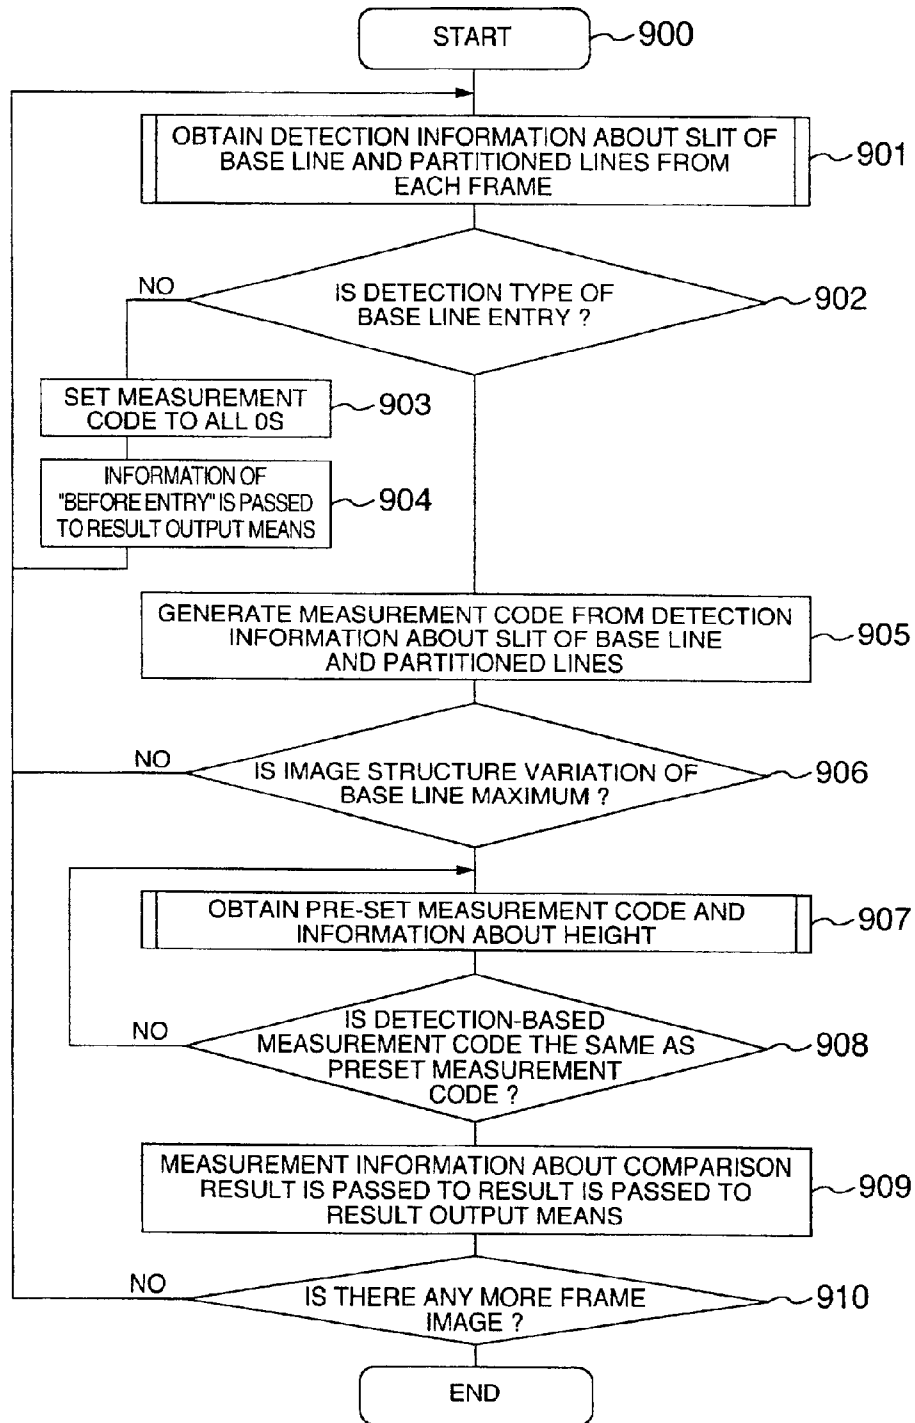 START
900
OBTAIN DETECTION INFORMATION ABOUT SLIT OF
BASE LINE AND PARTITIONED LINES FROM
EACH FRAME
901
NO
IS DETECTION TYPE OF
BASE LINE ENTRY ?
902
SET MEASUREMENT
CODE TO ALL 0S
903
INFORMATION OF
"BEFORE ENTRY" IS PASSED
TO RESULT OUTPUT MEANS
904
GENERATE MEASUREMENT CODE FROM DETECTION
INFORMATION ABOUT SLIT OF BASE LINE
AND PARTITIONED LINES
905
NO
IS IMAGE STRUCTURE VARIATION OF
BASE LINE MAXIMUM ?
906
OBTAIN PRE-SET MEASUREMENT CODE AND
INFORMATION ABOUT HEIGHT
907
NO
IS DETECTION-BASED
MEASUREMENT CODE THE SAME AS
PRESET MEASUREMENT
CODE ?
908
MEASUREMENT INFORMATION ABOUT COMPARISON
RESULT IS PASSED TO RESULT IS PASSED TO
RESULT OUTPUT MEANS
909
NO
IS THERE ANY MORE FRAME
IMAGE ?
910
END